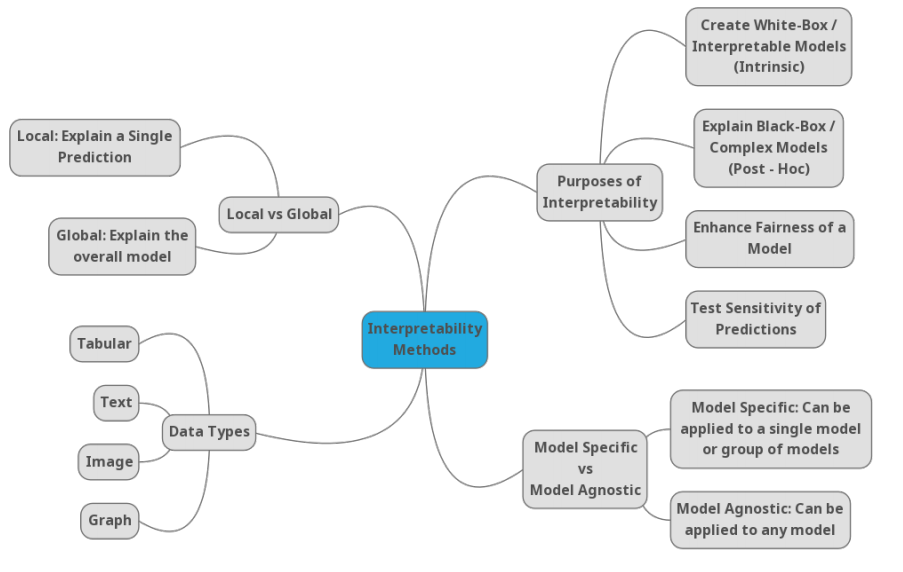 Create White-Box /
Interpretable Models
(Intrinsic)
Explain Black-Box /
Complex Models
(Post - Hoc)
Purposes of
Interpretability
Enhance Fairness of a
Model
Test Sensitivity of
Predictions
Local: Explain a Single
Prediction
Local vs Global
Global: Explain the
overall model
Interpretability
Methods
Tabular
Text
Data Types
Image
Graph
Model Specific
vs
Model Agnostic
Model Specific: Can be
applied to a single model
or group of models
Model Agnostic: Can be
applied to any model